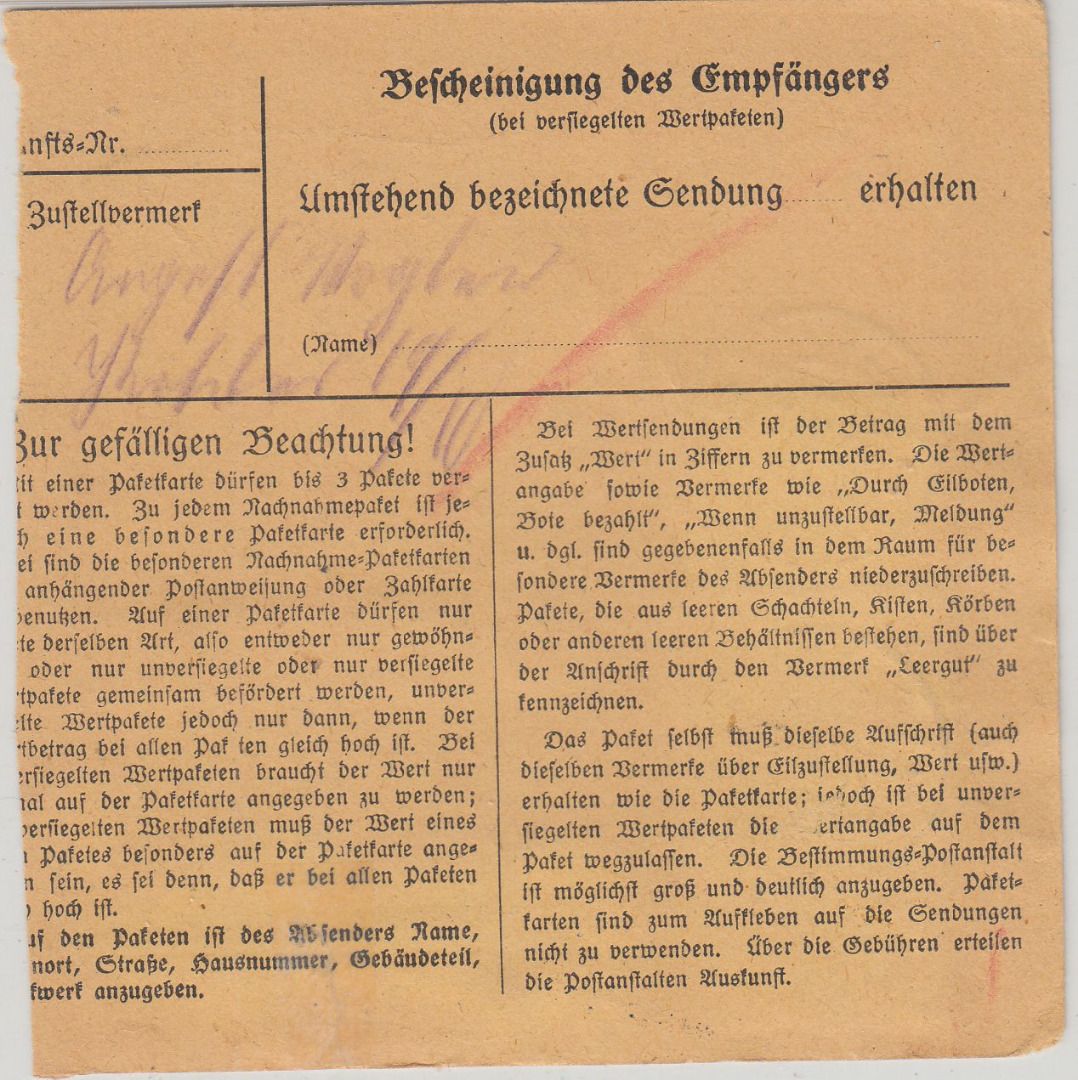 Bescheinigung des Empfängers
(bei versiegelten Wertpaketen)
nfts-Nr.
Zustellvermerk
Umstehend bezeichnete Sendung erhalten
(Name)
Zur gefälligen Beachtung!
it einer Paketkarte dürfen bis 3 Pakete ver-
t werden. Zu jedem Nachnahmepaket ist je-
h eine besondere Paketkarte erforderlich.
ei sind die besonderen Nachnahme-Paketkarten
anhängender Postanweisung oder Zahlkarte
benutzen. Auf einer Paketkarte dürfen nur
te derselben Art, also entweder nur gewöhn-
oder nur unversiegelte oder nur versiegelte
rtpakete gemeinsam befördert werden, unver-
elte Wertpakete jedoch nur dann, wenn der
rtbetrag bei allen Pak ten gleich hoch ist. Bei
ersiegelten Wertpaketen braucht der Wert nur
nal auf der Paketkarte angegeben zu werden;
versiegelten Wertpaketen muß der Wert eines
n Paketes besonders auf der Paketkarte ange-
n sein, es sei denn, daß er bei allen Paketen
h hoch ist.
uf den Paketen ist des Absenders Name,
nort, Straße, Hausnummer, Gebäudeteil,
kwerk anzugeben.
Bei Wertsendungen ist der Betrag mit dem
Zusatz „Wert“ in Ziffern zu vermerken. Die Wert-
angabe sowie Vermerke wie „Durch Eilboten,
Bote bezahlt“, „Wenn unzustellbar, Meldung“
u. dgl. sind gegebenenfalls in dem Raum für be-
sondere Vermerke des Absenders niederzuschreiben.
Pakete, die aus leeren Schachteln, Kisten, Körben
oder anderen leeren Behältnissen bestehen, sind über
der Anschrift durch den Vermerk „Leergut“ zu
kennzeichnen.
Das Paket selbst muß dieselbe Aufschrift (auch
dieselben Vermerke über Eilzustellung, Wert usw.)
erhalten wie die Paketkarte; jedoch ist bei unver-
siegelten Wertpaketen die ertangabe auf dem
Paket wegzulassen. Die Bestimmungs-Postanstalt
ist möglichst groß und deutlich anzugeben. Paket-
karten sind zum Aufkleben auf die Sendungen
nicht zu verwenden. Über die Gebühren erteilen
die Postanstalten Auskunft.